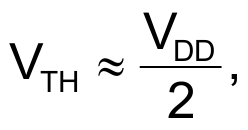 V_TH ≈ V_DD / 2,